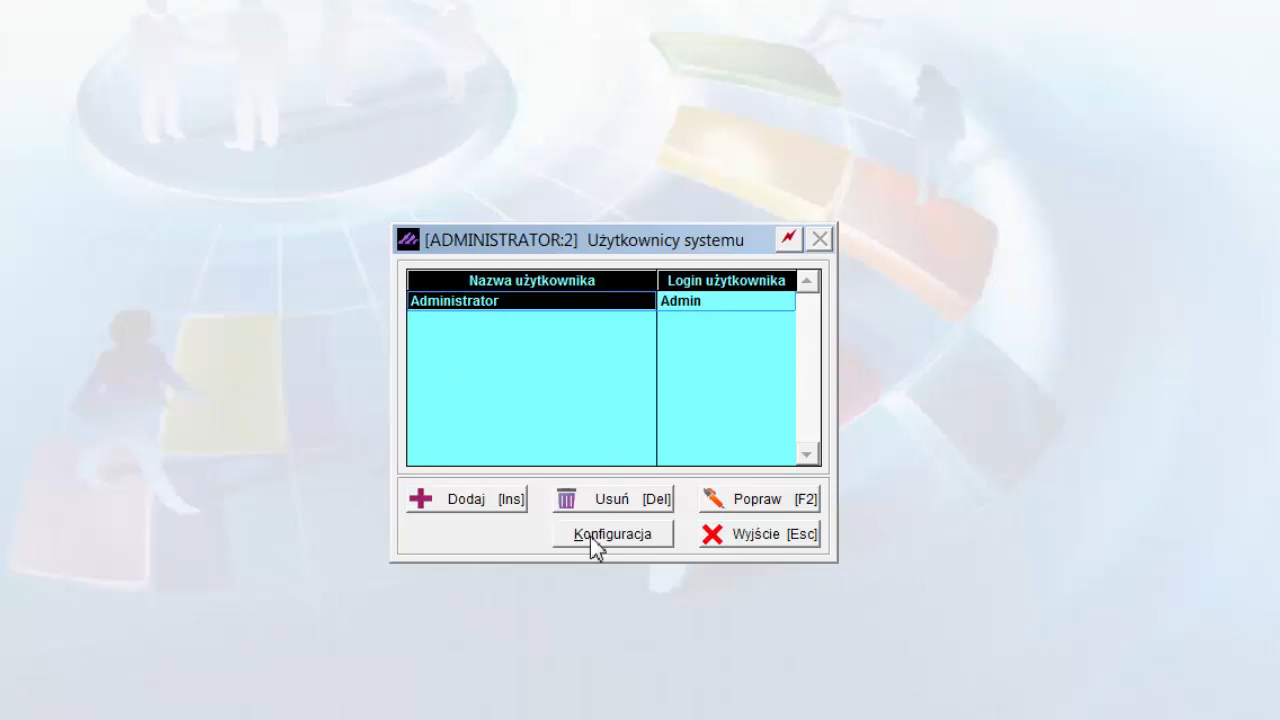 [ADMINISTRATOR:2] Użytkownicy systemu
Nazwa użytkownika Login użytkownika
Administrator Admin
Dodaj [Ins] Usuń [Del] Popraw [F2]
Konfiguracja Wyjście [Esc]